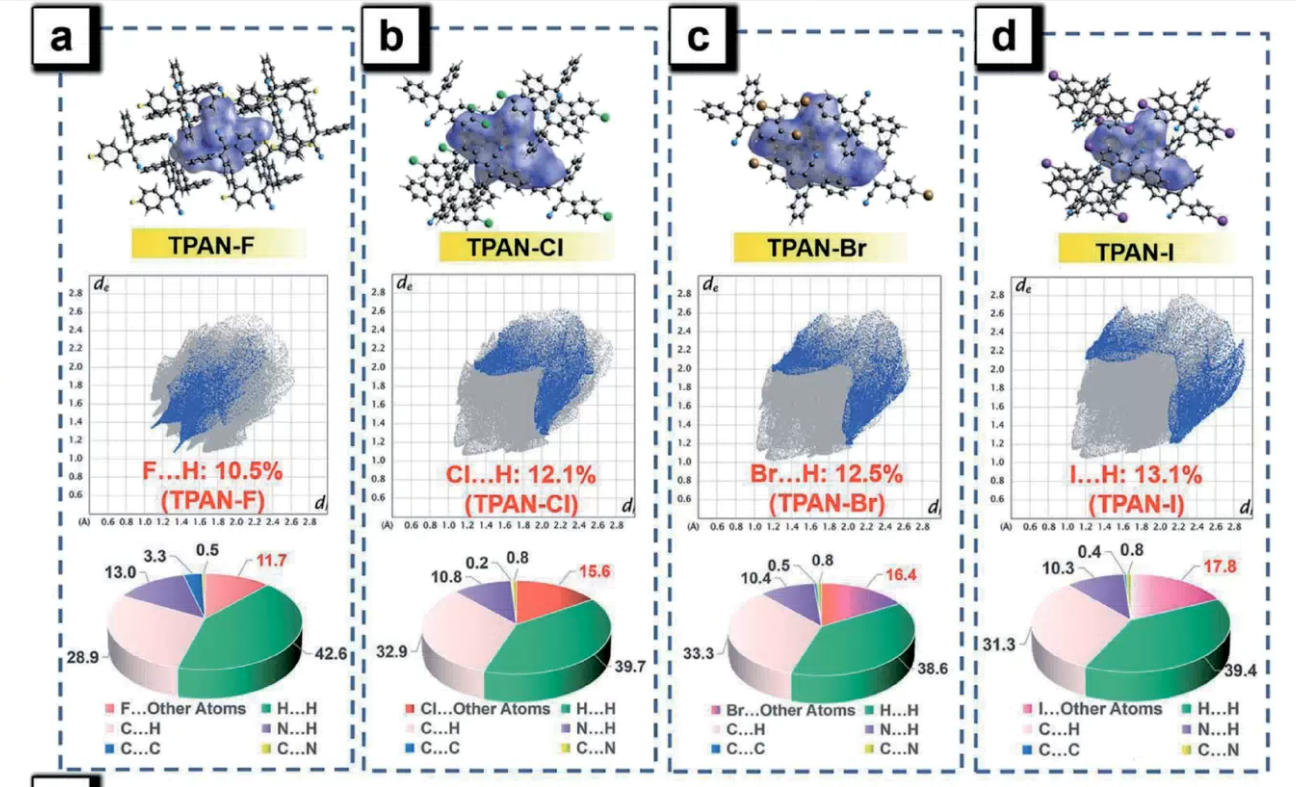 a
TPAN-F
de
2.8
2.6
2.4
2.2
2.0
1.8
1.6
1.4
1.2
1.0
0.8
0.6
F...H: 10.5%
(TPAN-F)
di
(Å) 0.6 0.8 1.0 1.2 1.4 1.6 1.8 2.0 2.2 2.4 2.6 2.8
0.5
3.3
11.7
13.0
42.6
28.9
F...Other Atoms H...H
C...H N...H
C...C C...N
b
TPAN-Cl
de
2.8
2.6
2.4
2.2
2.0
1.8
1.6
1.4
1.2
1.0
0.8
0.6
Cl...H: 12.1%
(TPAN-Cl)
di
(Å) 0.6 0.8 1.0 1.2 1.4 1.6 1.8 2.0 2.2 2.4 2.6 2.8
0.2 0.8
15.6
10.8
32.9
39.7
Cl...Other Atoms H...H
C...H N...H
C...C C...N
c
TPAN-Br
de
2.8
2.6
2.4
2.2
2.0
1.8
1.6
1.4
1.2
1.0
0.8
0.6
Br...H: 12.5%
(TPAN-Br)
di
(Å) 0.6 0.8 1.0 1.2 1.4 1.6 1.8 2.0 2.2 2.4 2.6 2.8
0.5 0.8
16.4
10.4
33.3
38.6
Br...Other Atoms H...H
C...H N...H
C...C C...N
d
TPAN-I
de
2.8
2.6
2.4
2.2
2.0
1.8
1.6
1.4
1.2
1.0
0.8
0.6
I...H: 13.1%
(TPAN-I)
di
(Å) 0.6 0.8 1.0 1.2 1.4 1.6 1.8 2.0 2.2 2.4 2.6 2.8
0.4 0.8
17.8
10.3
31.3
39.4
I...Other Atoms H...H
C...H N...H
C...C C...N